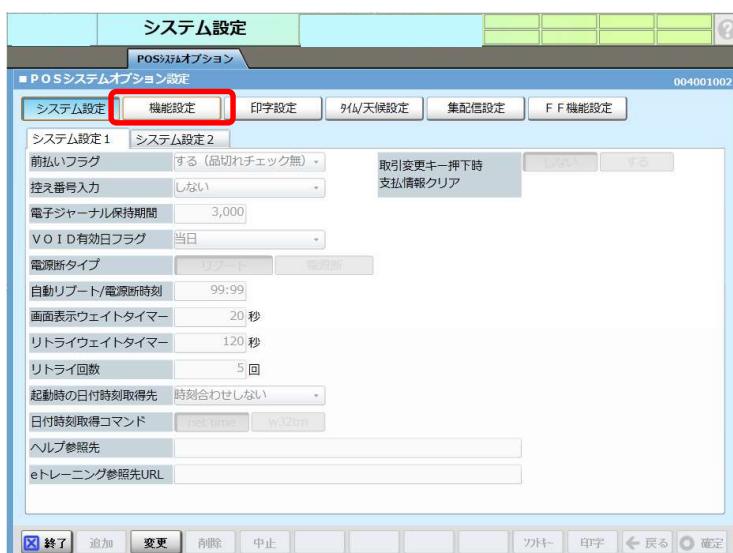 システム設定
POSｼｽﾃﾑオプション
■ＰＯＳシステムオプション設定 004001002
システム設定 機能設定 印字設定 ﾀｲﾑ/天候設定 集配信設定 ＦＦ機能設定
システム設定１ システム設定２
前払いフラグ する（品切れチェック無） 取引変更キー押下時 しない する
支払情報クリア
控え番号入力 しない
電子ジャーナル保持期間 3,000
ＶＯＩＤ有効日フラグ 当日
電源断タイプ リブート 電源断
自動リブート/電源断時刻 99:99
画面表示ウェイトタイマー 20 秒
リトライウェイトタイマー 120 秒
リトライ回数 5 回
起動時の日付時刻取得先 時刻合わせしない
日付時刻取得コマンド net time w32tm
ヘルプ参照先
eトレーニング参照先URL
終了 追加 変更 削除 中止 ｿﾌﾄｷｰ 印字 戻る 確定